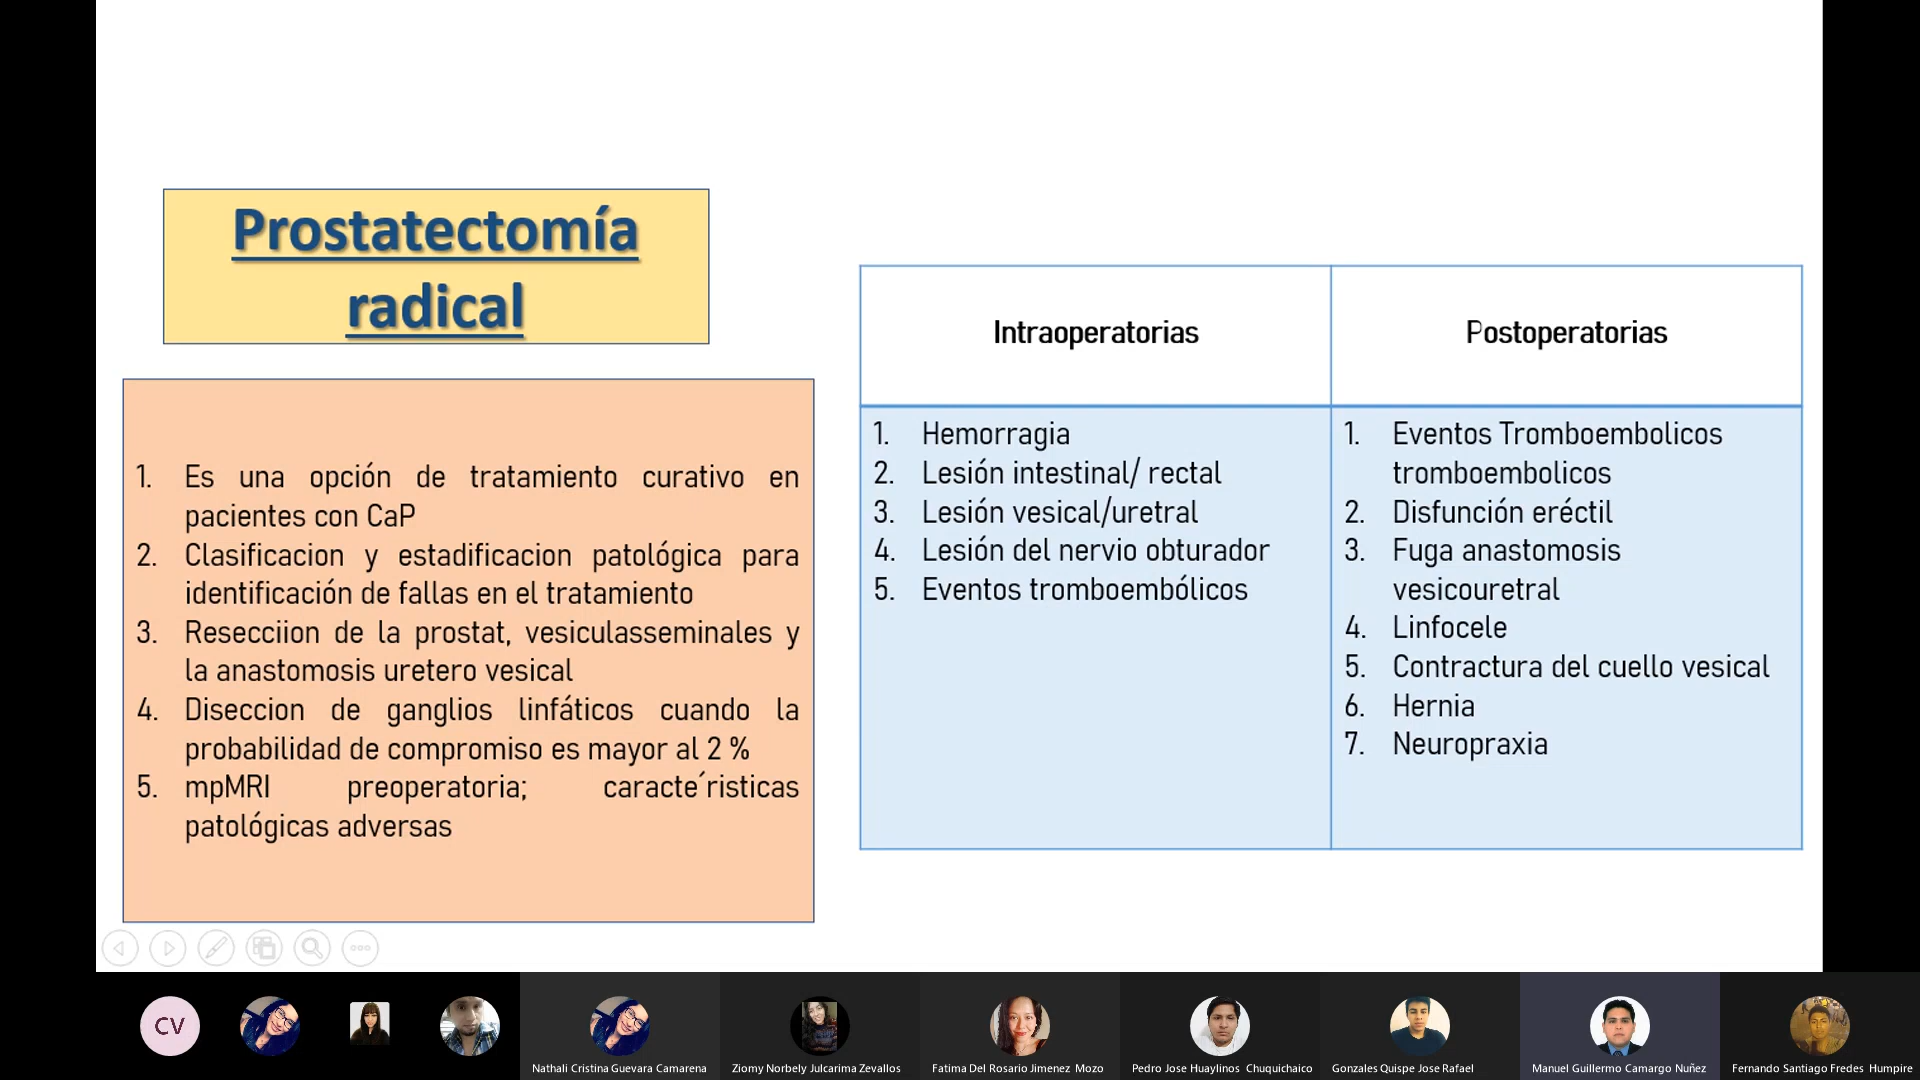 Prostatectomía
radical
1. Es una opción de tratamiento curativo en
pacientes con CaP
2. Clasificacion y estadificacion patológica para
identificación de fallas en el tratamiento
3. Reseciion de la prostat, vesiculasseminales y
la anastomosis uretero vesical
4. Diseccion de ganglios linfáticos cuando la
probabilidad de compromiso es mayor al 2 %
5. mpMRI preoperatoria; caracte´risticas
patológicas adversas
Intraoperatorias
1. Hemorragia
2. Lesión intestinal/ rectal
3. Lesión vesical/uretral
4. Lesión del nervio obturador
5. Eventos tromboembólicos
Postoperatorias
1. Eventos Tromboembolicos
tromboembolicos
2. Disfunción eréctil
3. Fuga anastomosis
vesicouretral
4. Linfocele
5. Contractura del cuello vesical
6. Hernia
7. Neuropraxia
CV
Nathali Cristina Guevara Camarena
Ziomy Norbely Julcarima Zevallos
Fatima Del Rosario Jimenez Mozo
Pedro Jose Huaylinos Chuquichaico
Gonzales Quispe Jose Rafael
Manuel Guillermo Camargo Nuñez
Fernando Santiago Fredes Humpire